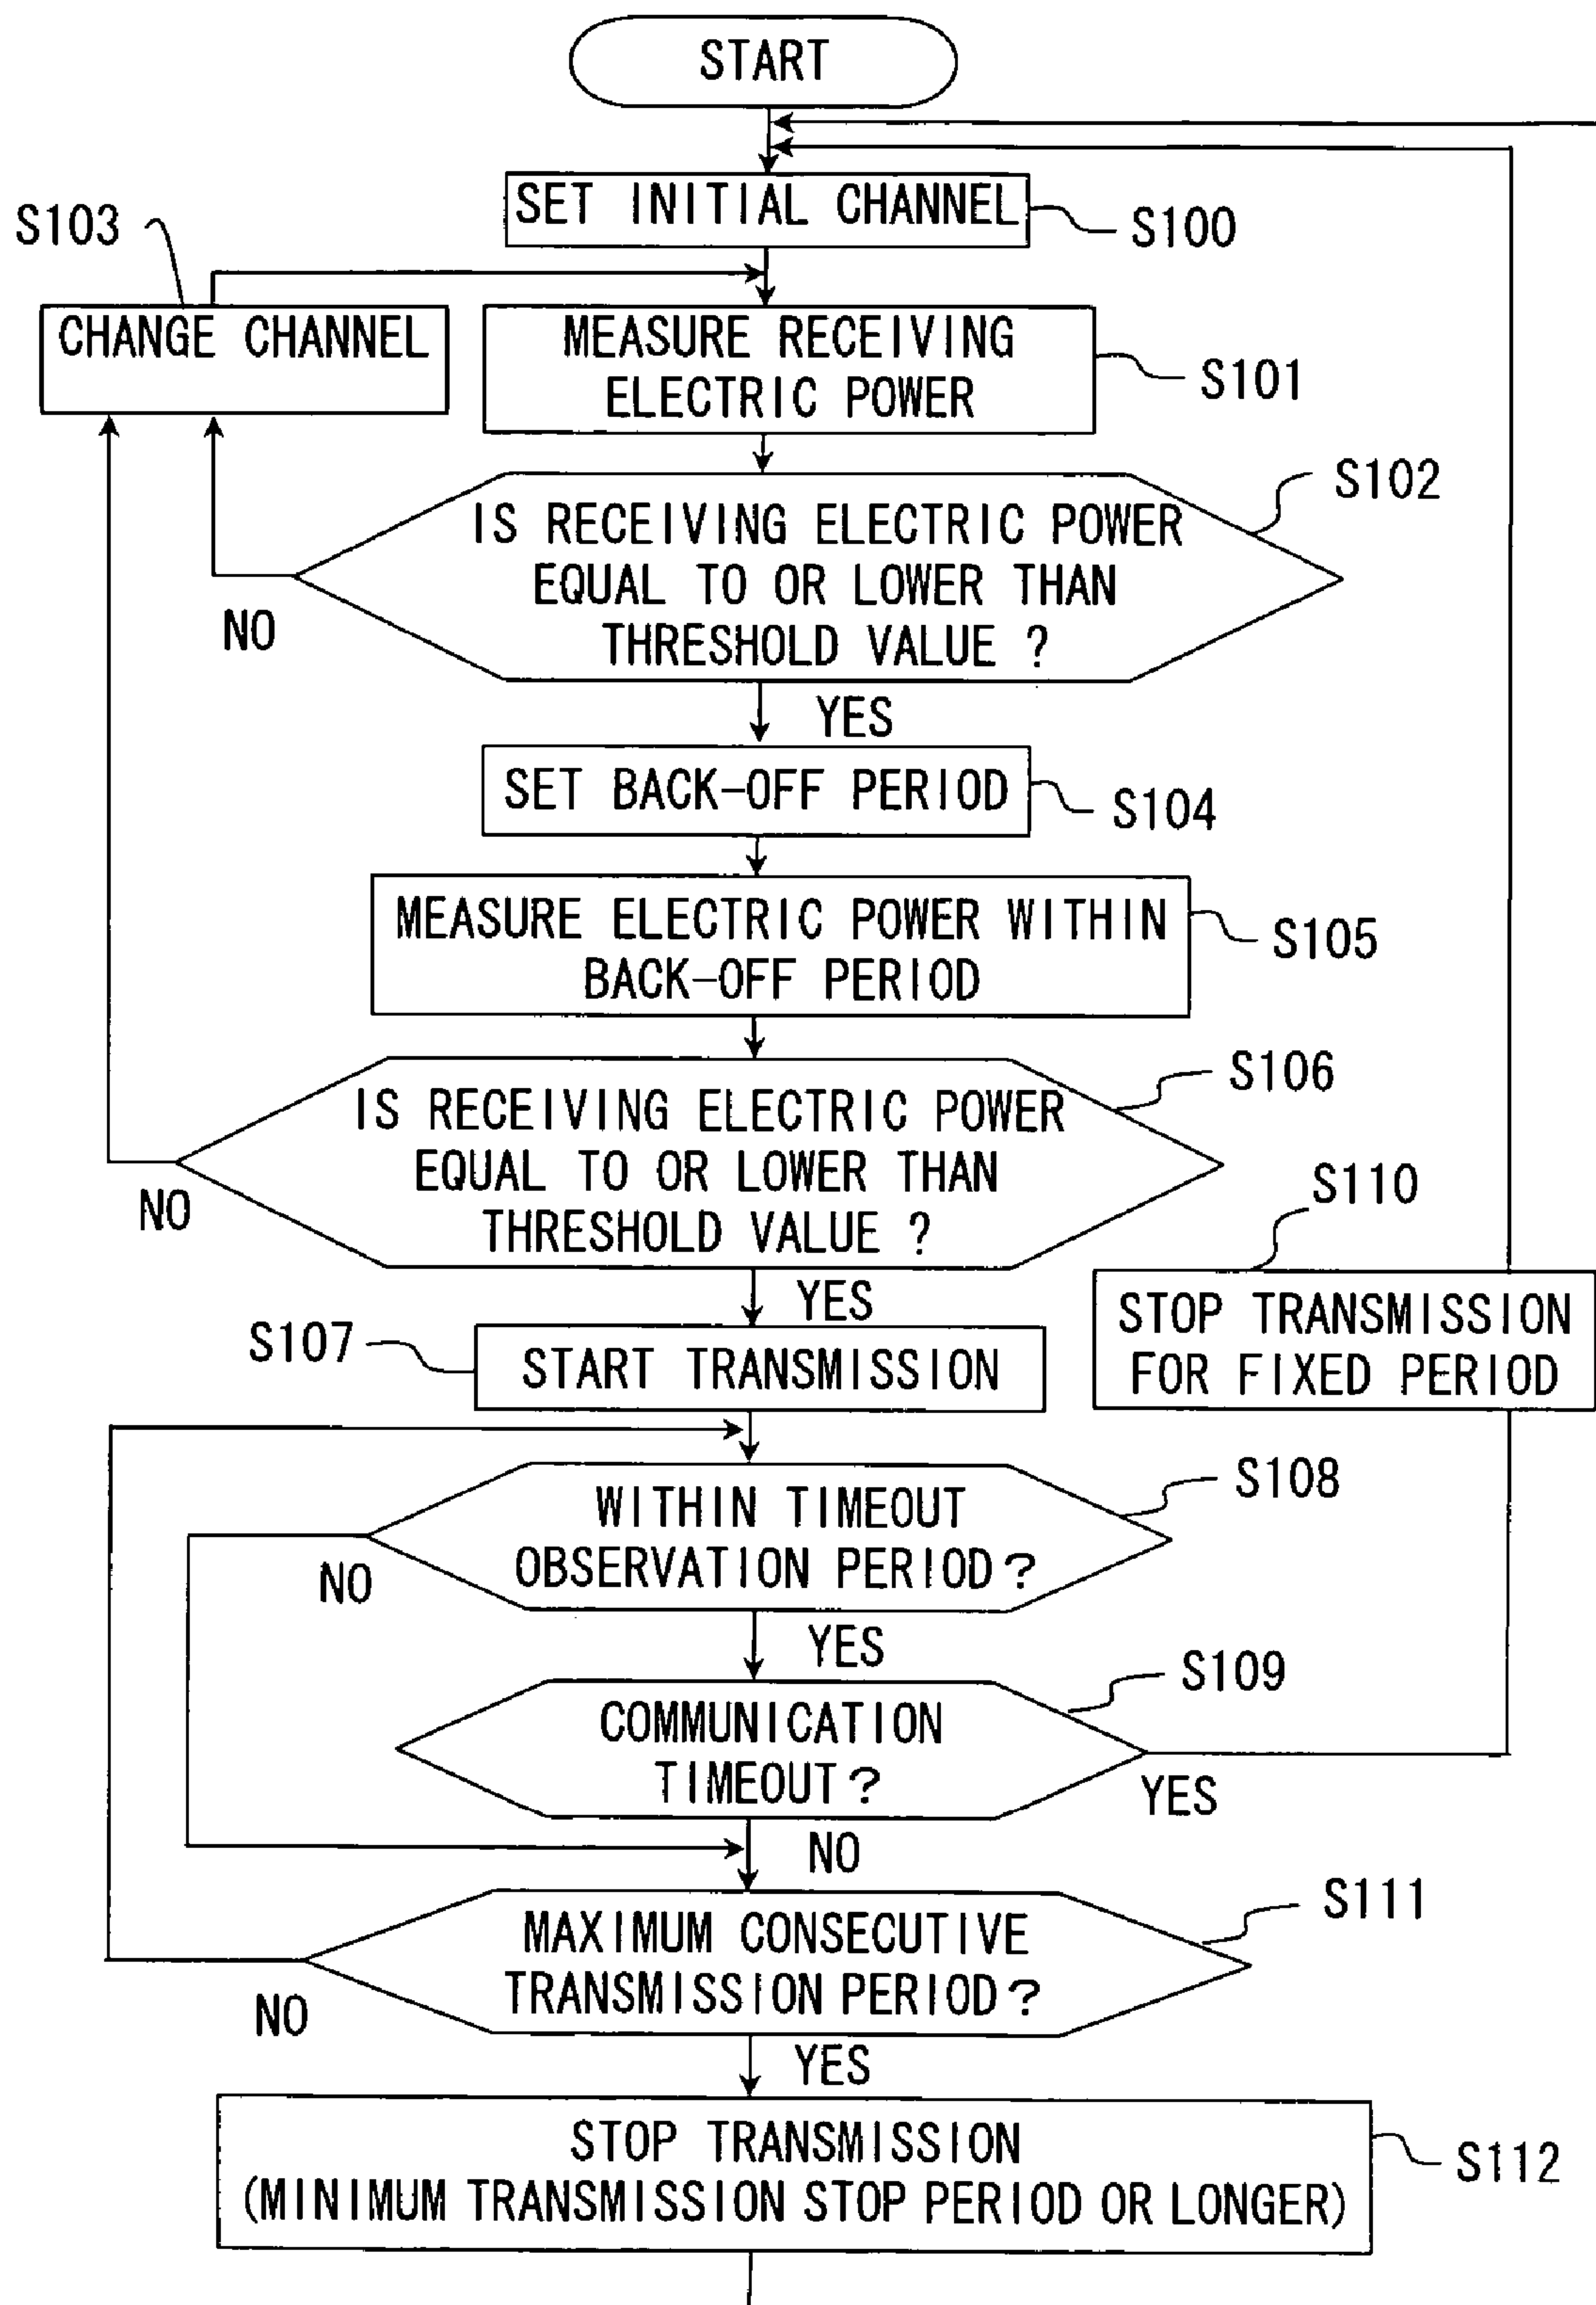 START
SET INITIAL CHANNEL
S100
S103
CHANGE CHANNEL
MEASURE RECEIVING
ELECTRIC POWER
S101
S102
IS RECEIVING ELECTRIC POWER
EQUAL TO OR LOWER THAN
THRESHOLD VALUE ?
NO
YES
SET BACK-OFF PERIOD
S104
MEASURE ELECTRIC POWER WITHIN
BACK-OFF PERIOD
S105
S106
IS RECEIVING ELECTRIC POWER
EQUAL TO OR LOWER THAN
THRESHOLD VALUE ?
NO
YES
S110
STOP TRANSMISSION
FOR FIXED PERIOD
S107
START TRANSMISSION
S108
WITHIN TIMEOUT
OBSERVATION PERIOD?
NO
YES
S109
COMMUNICATION
TIMEOUT?
YES
NO
S111
MAXIMUM CONSECUTIVE
TRANSMISSION PERIOD?
NO
YES
STOP TRANSMISSION
(MINIMUM TRANSMISSION STOP PERIOD OR LONGER)
S112